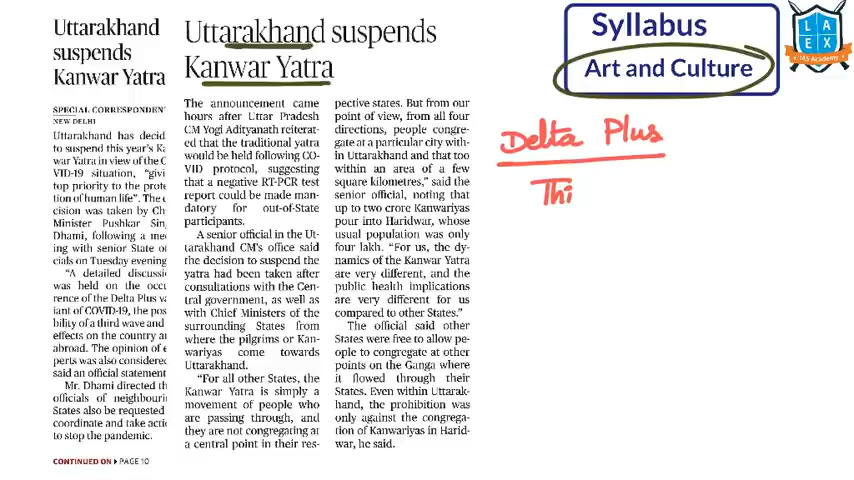 Uttarakhand
suspends
Kanwar Yatra
SPECIAL CORRESPONDEN
NEW DELHI
Uttarakhand has decid
to suspend this year's Ka
war Yatra in view of the C
VID-19 situation, "givi
top priority to the prote
tion of human life". The
cision was taken by Ch
Minister Pushkar Sin
Dhami, following a mee
ing with senior State of
cials on Tuesday evening
"A detailed discussi
was held on the occu
rence of the Delta Plus va
iant of COVID-19, the pos
bility of a third wave and
effects on the country a
abroad. The opinion of e
perts was also considered
said an official statement
Mr. Dhami directed th
officials of neighbouri
States also be requested
coordinate and take acti
to stop the pandemic.
CONTINUED ON PAGE 10
Uttarakhand suspends
Kanwar Yatra
The announcement came
hours after Uttar Pradesh
CM Yogi Adityanath reiterat-
ed that the traditional yatra
would be held following CO-
VID protocol, suggesting
that a negative RT-PCR test
report could be made man-
datory for out-of-State
participants.
A senior official in the Ut-
tarakhand CM's office said
the decision to suspend the
yatra had been taken after
consultations with the Cen-
tral government, as well as
with Chief Ministers of the
surrounding States from
where the pilgrims or Kan-
wariyas come towards
Uttarakhand.
"For all other States, the
Kanwar Yatra is simply a
movement of people who
are passing through, and
they are not congregating at
a central point in their res-
pective states. But from our
point of view, from all four
directions, people congre-
gate at a particular city with-
in Uttarakhand and that too
within an area of a few
square kilometres," said the
senior official, noting that
up to two crore Kanwariyas
pour into Haridwar, whose
usual population was only
four lakh. "For us, the dy-
namics of the Kanwar Yatra
are very different, and the
public health implications
are very different for us
compared to other States."
The official said other
States were free to allow peo-
ple to congregate at other
points on the Ganga where
it flowed through their
States. Even within Uttarak-
hand, the prohibition was
only against the congrega-
tion of Kanwariyas in Harid-
war, he said.
Syllabus
Art and Culture
LAEX
IAS Academy
Delta Plus
Thi